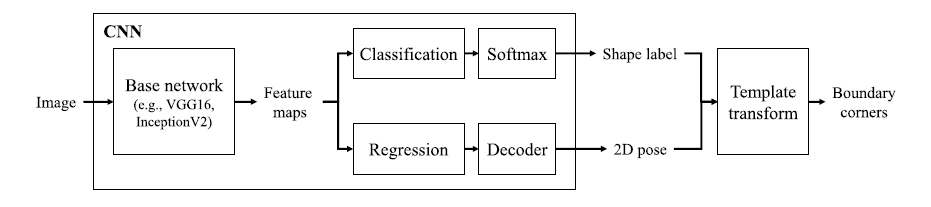 CNN
Image
Base network
(e.g., VGG16,
InceptionV2)
Feature
maps
Classification
Softmax
Shape label
Regression
Decoder
2D pose
Template
transform
Boundary
corners